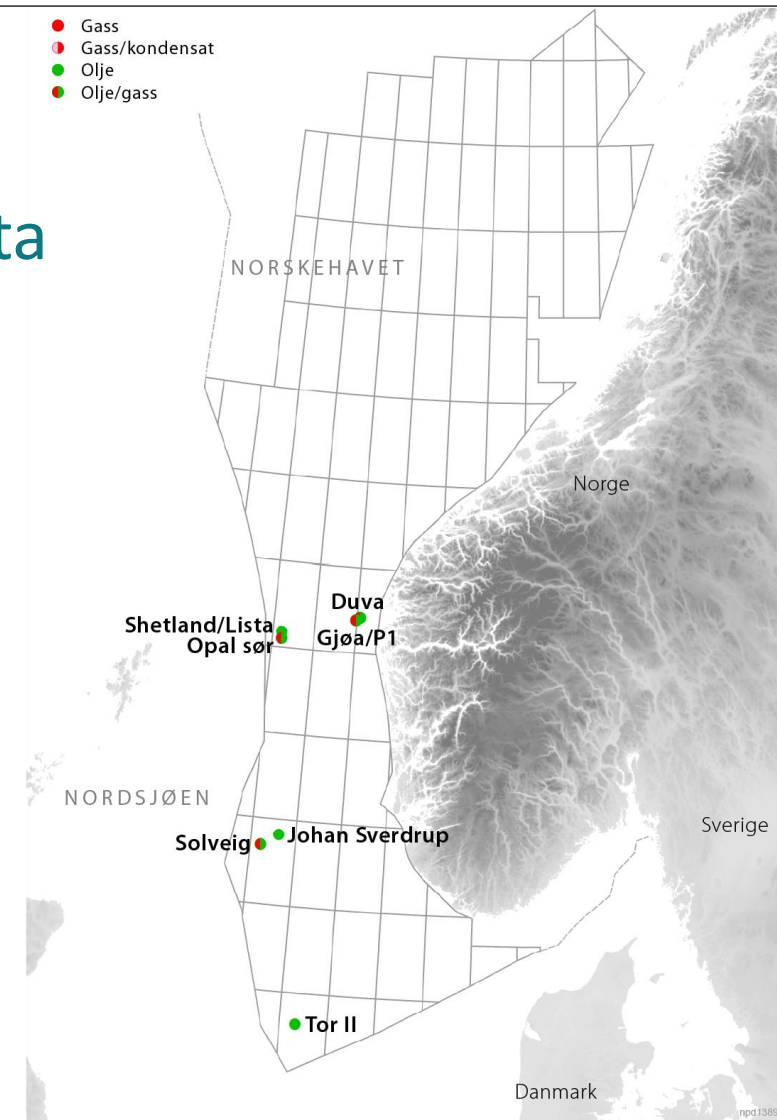 Gass
Gass/kondensat
Olje
Olje/gass
ta
NORSKEHAVET
Norge
Duva
Shetland/Lista
Gjøa/P1
Opal sør
NORDSJØEN
Sverige
Johan Sverdrup
Solveig
Tor II
Danmark
npd1389